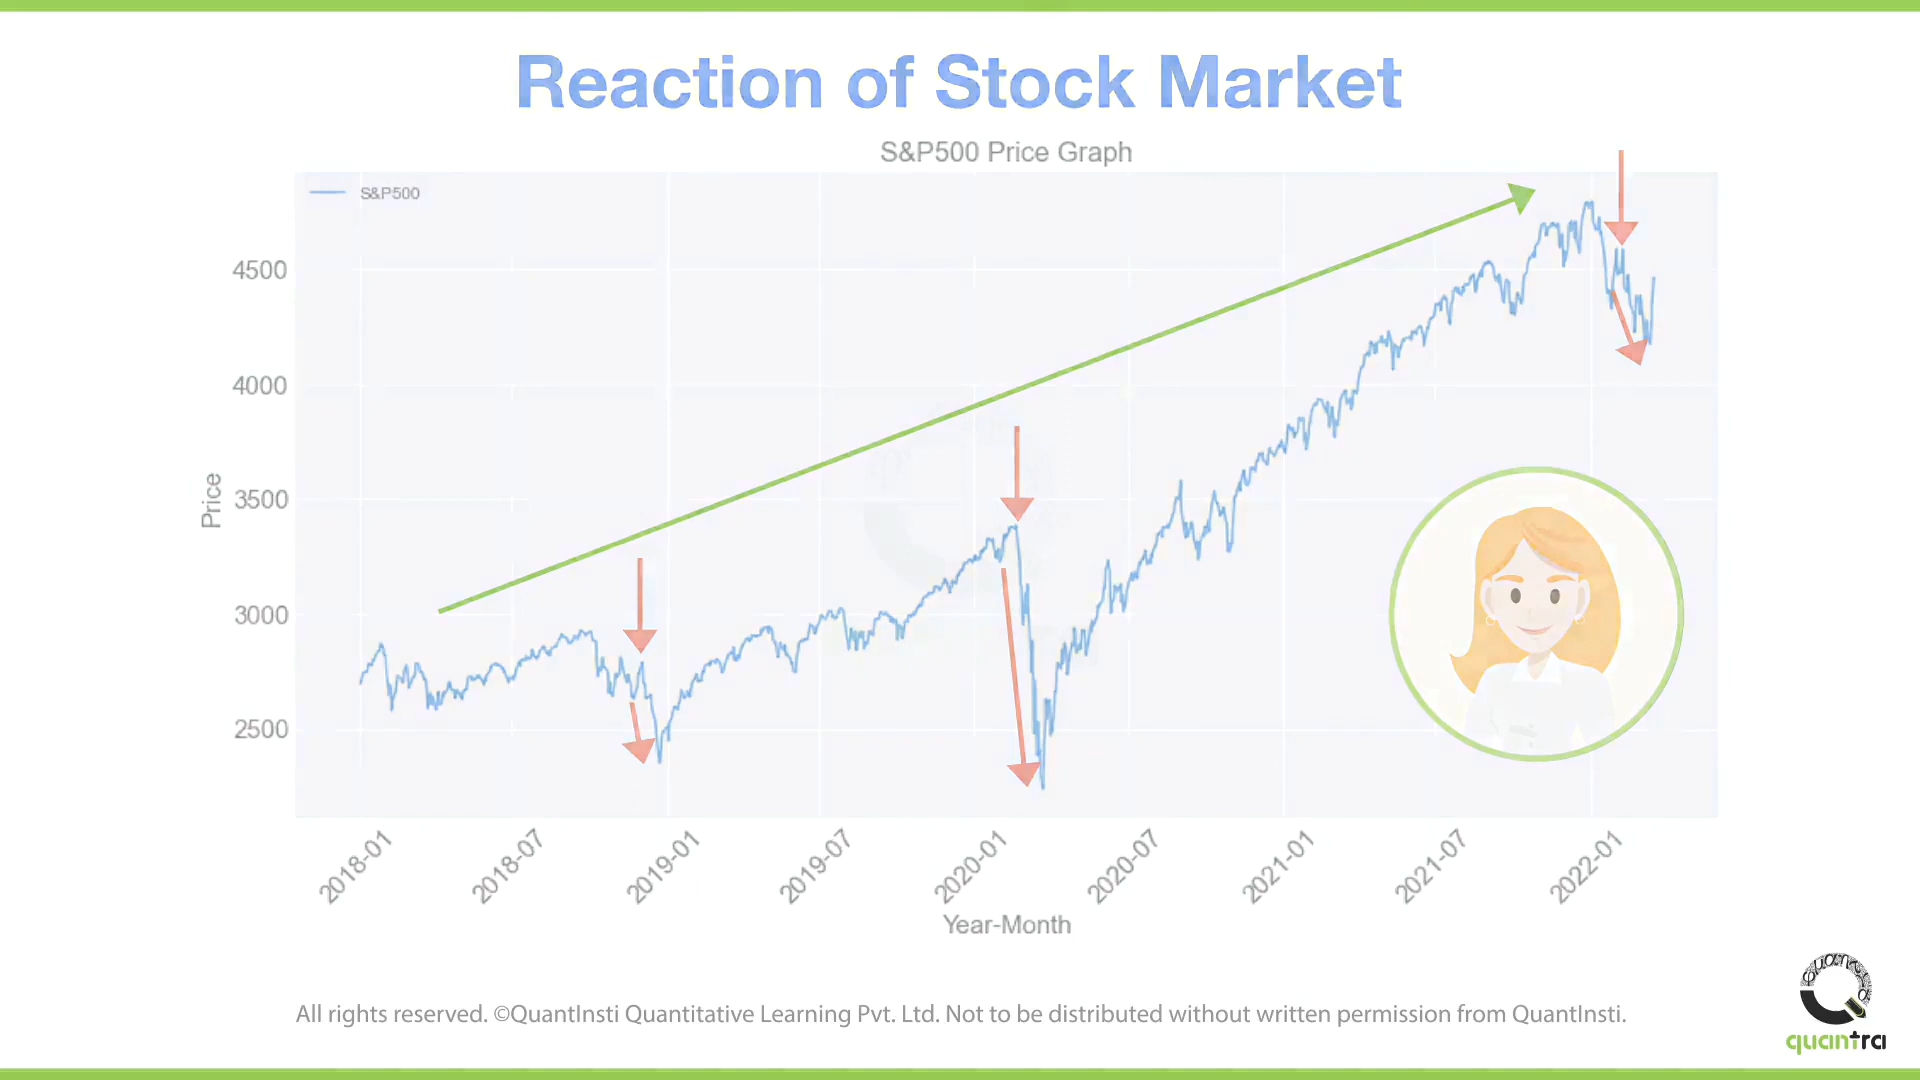 Reaction of Stock Market
S&P500 Price Graph
S&P500
4500
4000
3500
3000
2500
Price
2018-01
2018-07
2019-01
2019-07
2020-01
2020-07
2021-01
2021-07
2022-01
Year-Month
All rights reserved. ©QuantInsti Quantitative Learning Pvt. Ltd. Not to be distributed without written permission from QuantInsti.
quantra